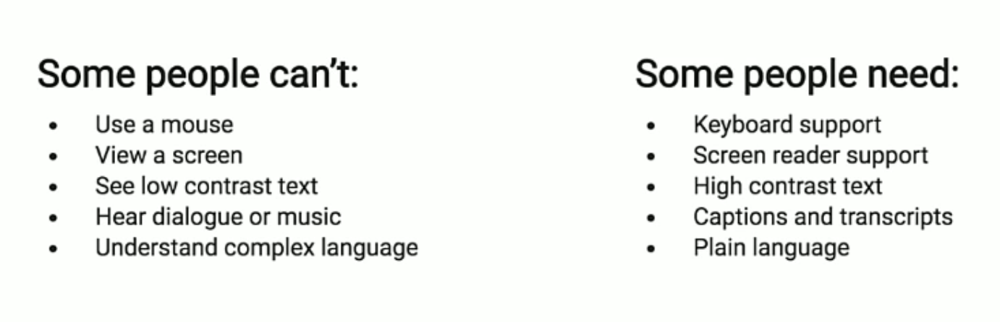 Some people can't:
• Use a mouse
• View a screen
• See low contrast text
• Hear dialogue or music
• Understand complex language
Some people need:
• Keyboard support
• Screen reader support
• High contrast text
• Captions and transcripts
• Plain language